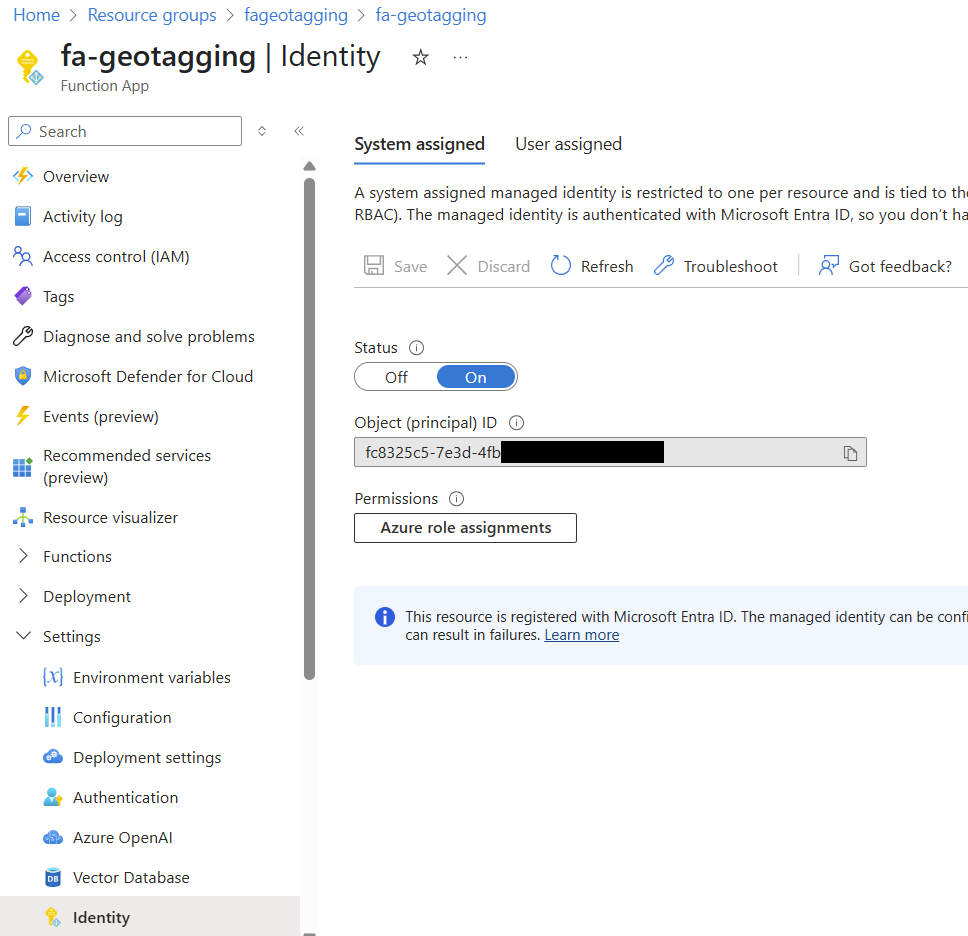 Home > Resource groups > fageotagging > fa-geotagging
fa-geotagging | Identity
Function App
Search
Overview
Activity log
Access control (IAM)
Tags
Diagnose and solve problems
Microsoft Defender for Cloud
Events (preview)
Recommended services
(preview)
Resource visualizer
Functions
Deployment
Settings
Environment variables
Configuration
Deployment settings
Authentication
Azure OpenAI
Vector Database
Identity
System assigned User assigned
A system assigned managed identity is restricted to one per resource and is tied to the
RBAC). The managed identity is authenticated with Microsoft Entra ID, so you don't ha
Save Discard Refresh Troubleshoot Got feedback?
Status
Off On
Object (principal) ID
fc8325c5-7e3d-4fb
Permissions
Azure role assignments
This resource is registered with Microsoft Entra ID. The managed identity can be confi
can result in failures. Learn more